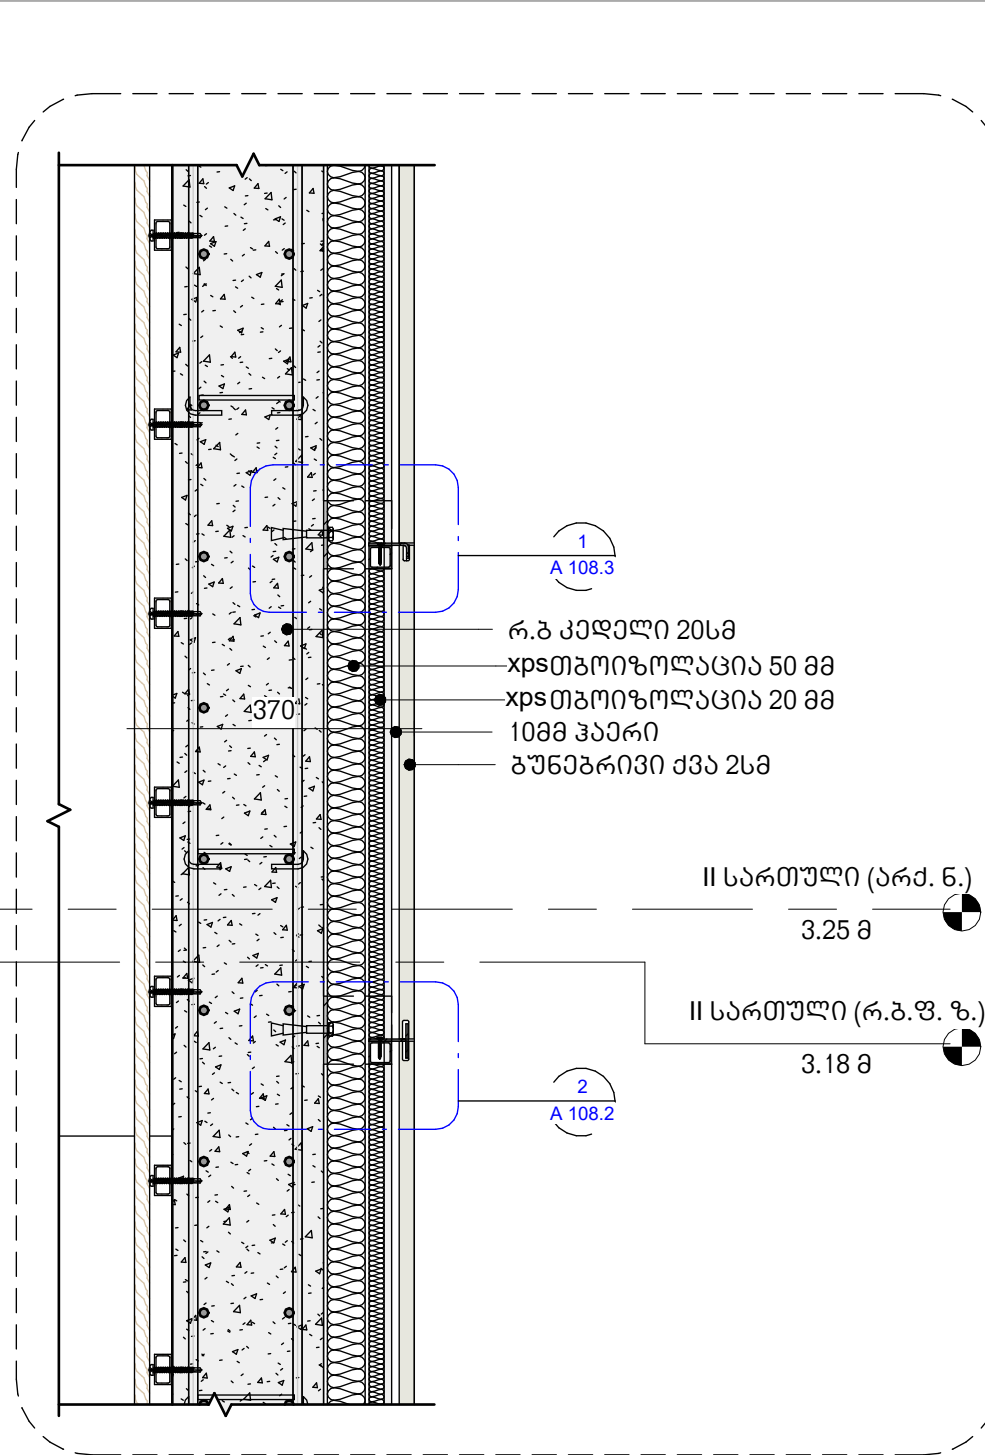 1
A 108.3
რ.ბ კედელი 20სმ
xpsთბოიზოლაცია 50 მმ
xpsთბოიზოლაცია 20 მმ
370
10მმ ჰაერი
ბუნებრივი ქვა 2სმ
II სართული (არქ. ნ.)
3.25 მ
II სართული (რ.ბ.ფ. ზ.)
3.18 მ
2
A 108.2